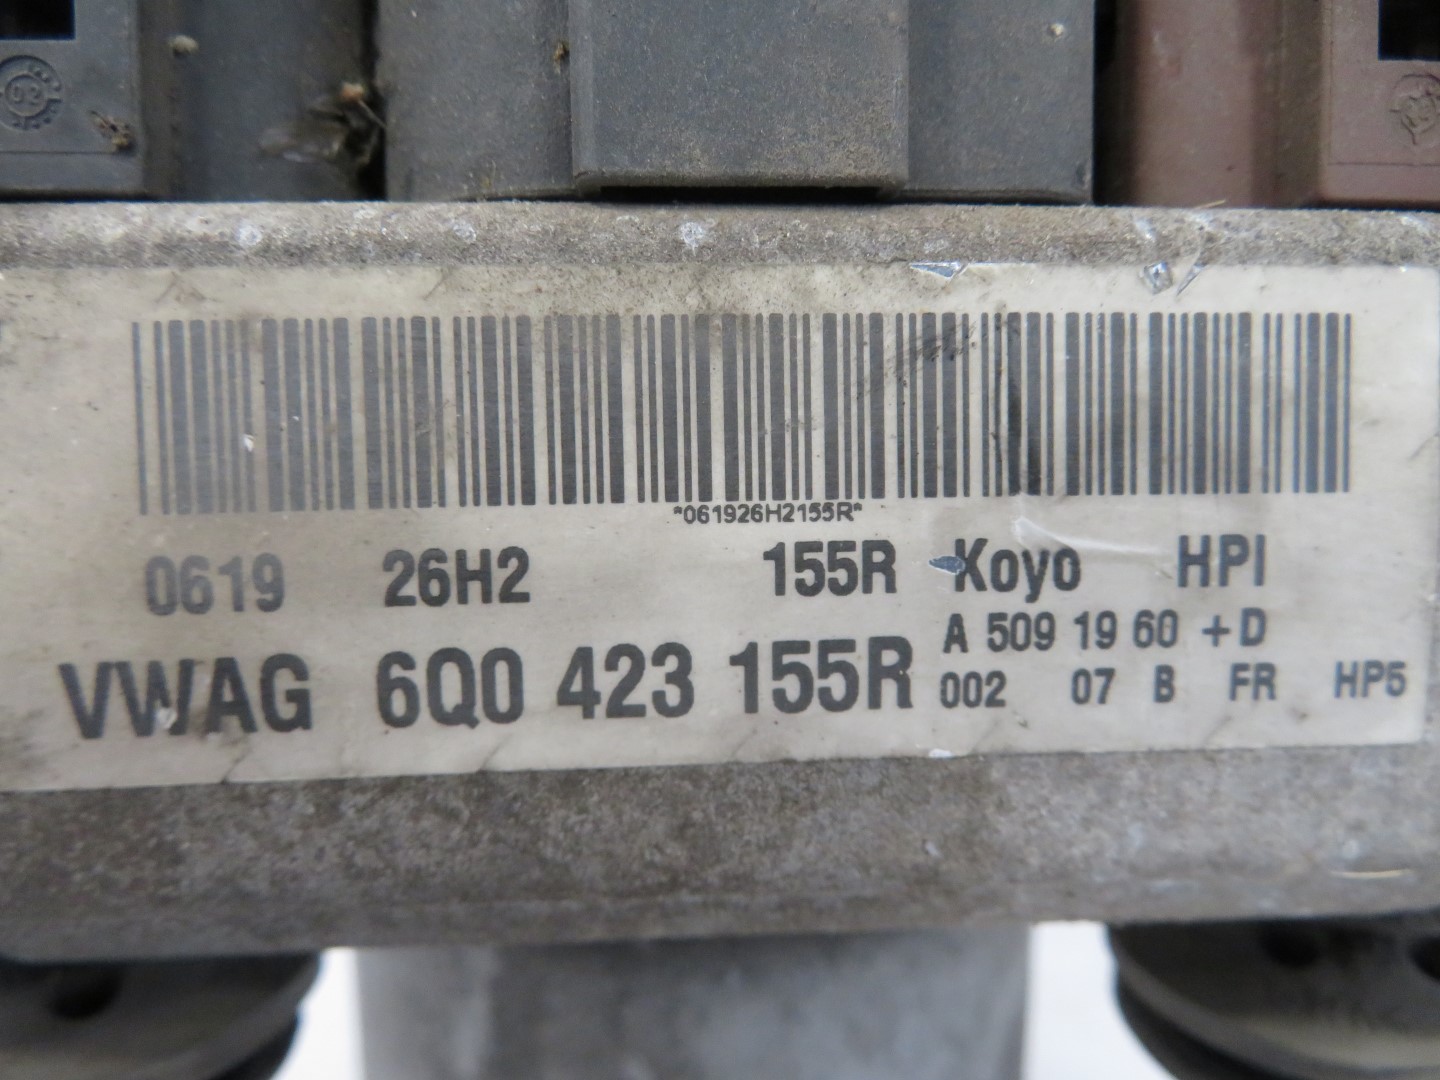 *061926H2155R*
0619 26H2 155R Koyo HPI
A 509 19 60 +D
VWAG 6Q0 423 155R
002 07 B FR HP5